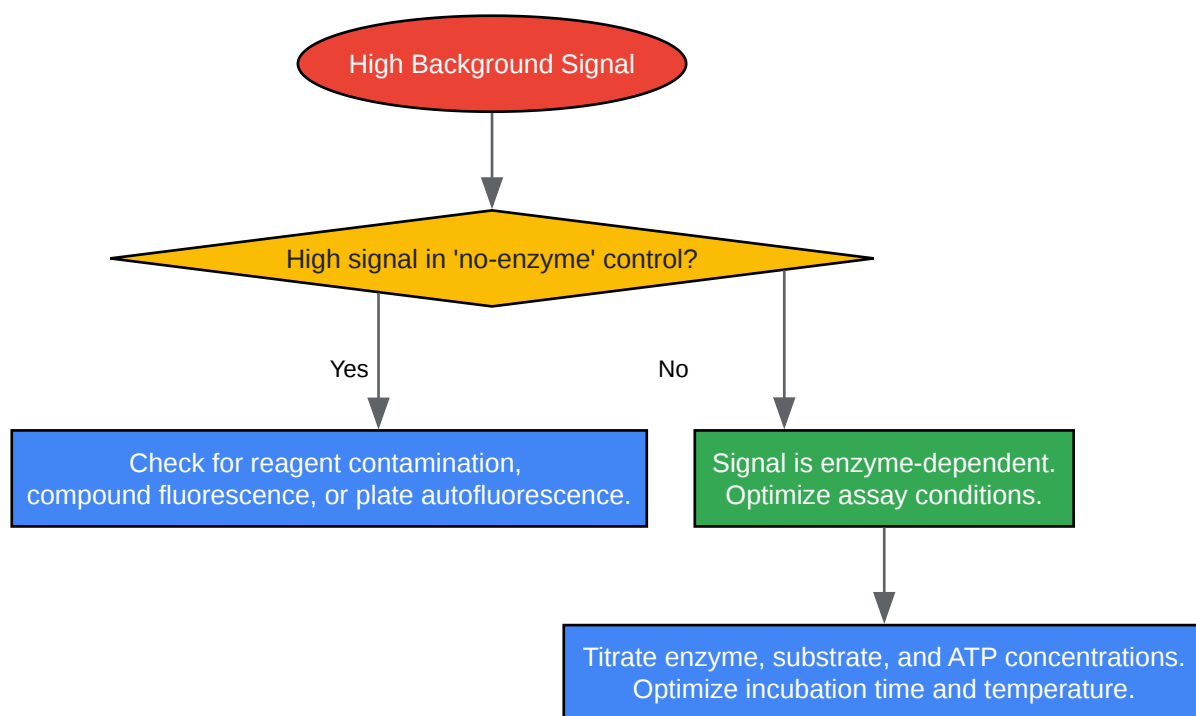 High Background Signal
High signal in 'no-enzyme' control?
Yes
No
Check for reagent contamination,
compound fluorescence, or plate autofluorescence.
Signal is enzyme-dependent.
Optimize assay conditions.
Titrate enzyme, substrate, and ATP concentrations.
Optimize incubation time and temperature.